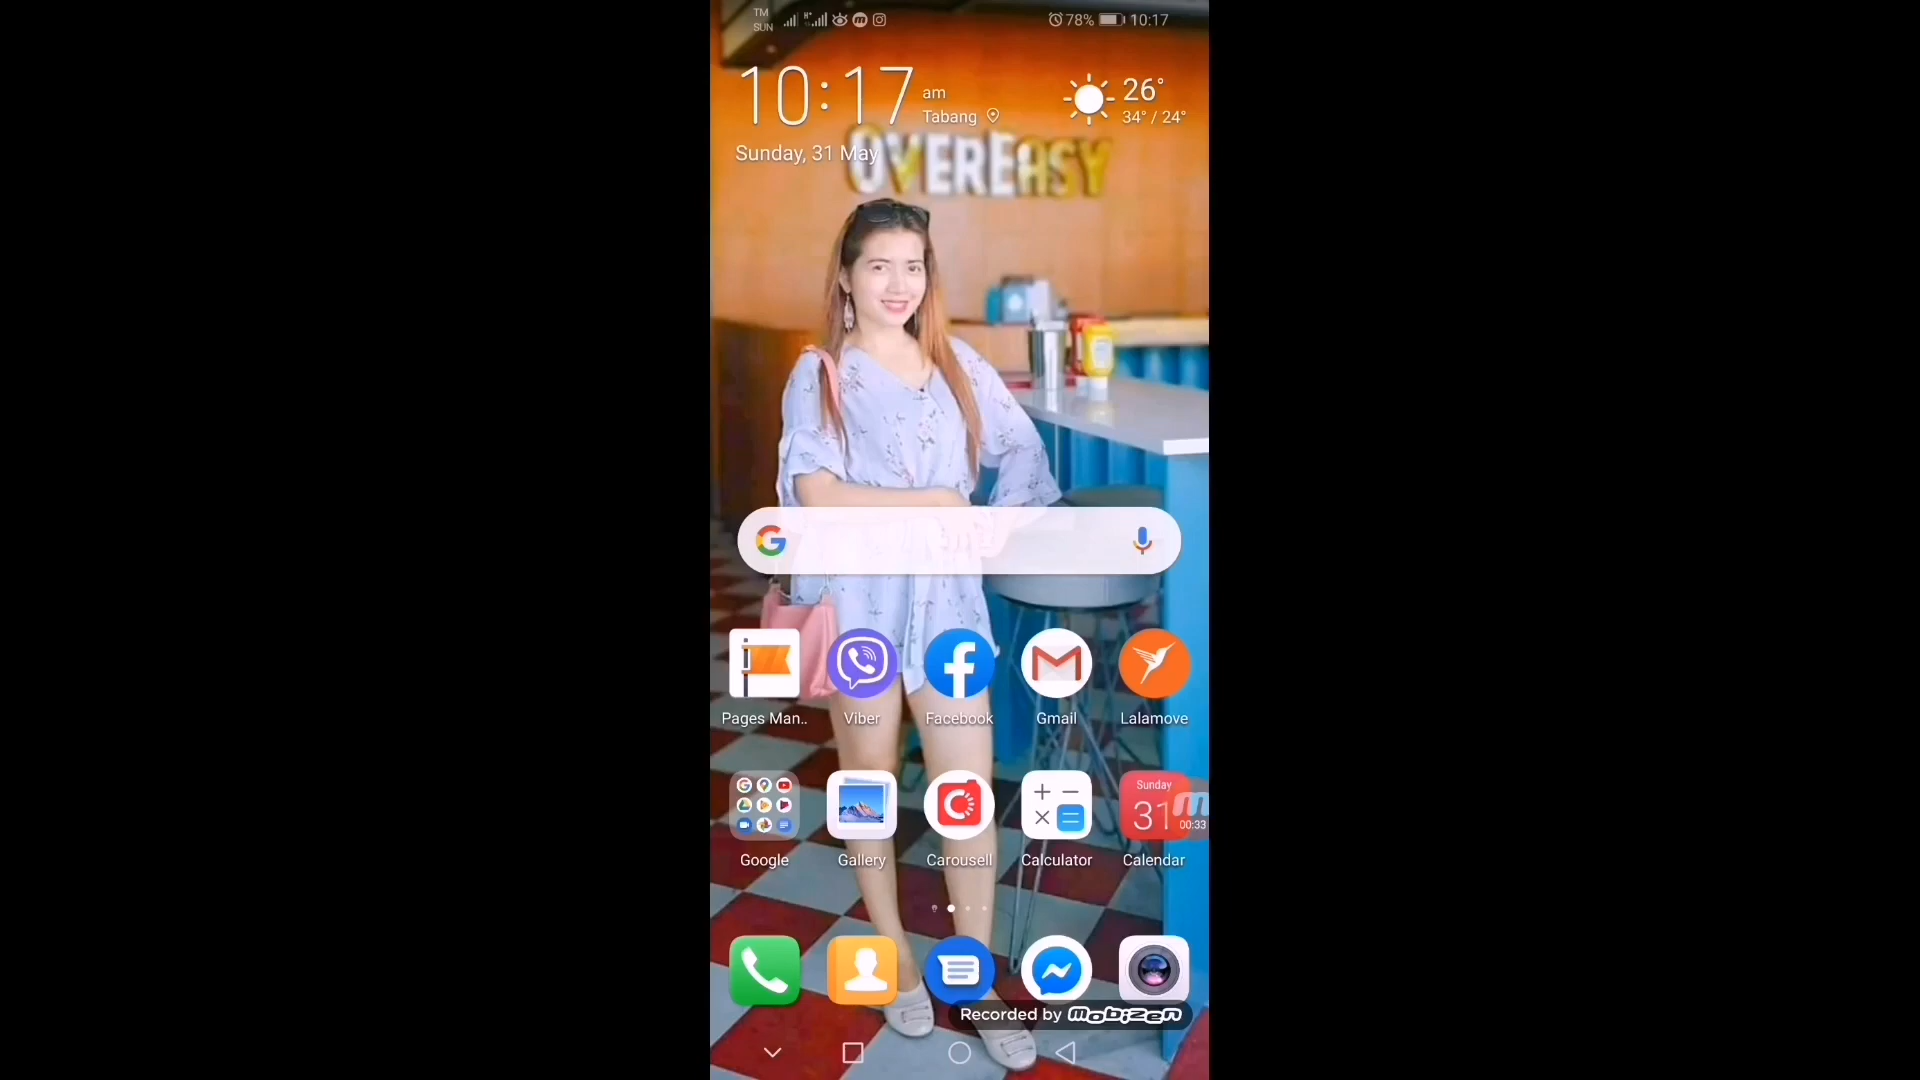 TM
SUN
78%
10:17
10:17
am
Tabang
26°
34° / 24°
Sunday, 31 May
OVEREASY
Pages Man..
Viber
Facebook
Gmail
Lalamove
Sunday
31
00:33
Google
Gallery
Carousell
Calculator
Calendar
Recorded by mobizen